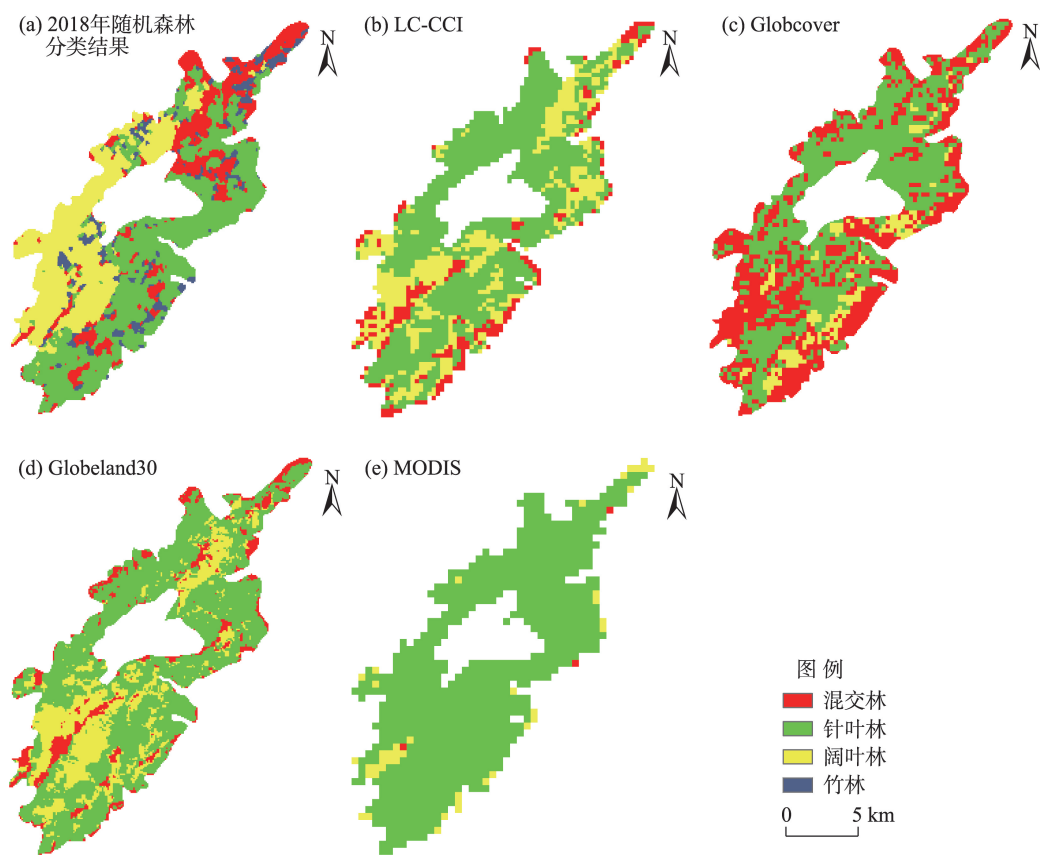 (a) 2018年随机森林
分类结果
N
(b) LC-CCI
N
(c) Globcover
N
(d) Globeland30
N
(e) MODIS
N
图 例
混交林
针叶林
阔叶林
竹林
0 5 km